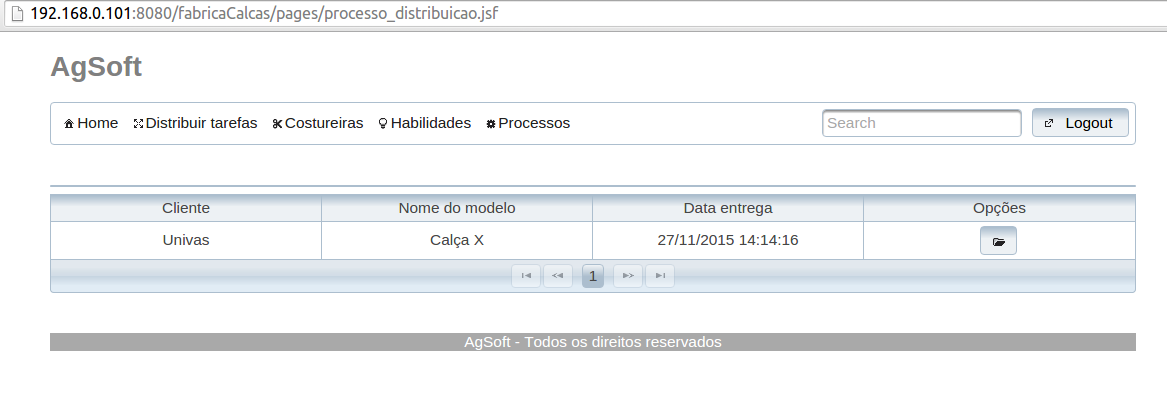 192.168.0.101:8080/fabricaCalcas/pages/processo_distribuicao.jsf
AgSoft
Home Distribuir tarefas Costureiras Habilidades Processos Search Logout
Cliente Nome do modelo Data entrega Opções
Univas Calça X 27/11/2015 14:14:16
1
AgSoft - Todos os direitos reservados